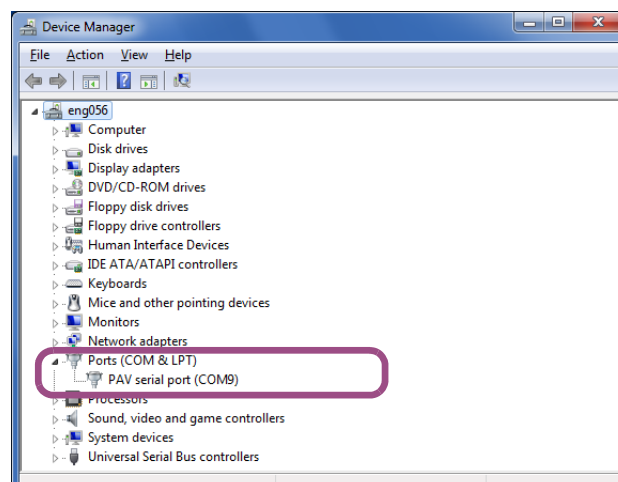 Device Manager
File Action View Help
eng056
Computer
Disk drives
Display adapters
DVD/CD-ROM drives
Floppy disk drives
Floppy drive controllers
Human Interface Devices
IDE ATA/ATAPI controllers
Keyboards
Mice and other pointing devices
Monitors
Network adapters
Ports (COM & LPT)
PAV serial port (COM9)
Processors
Sound, video and game controllers
System devices
Universal Serial Bus controllers